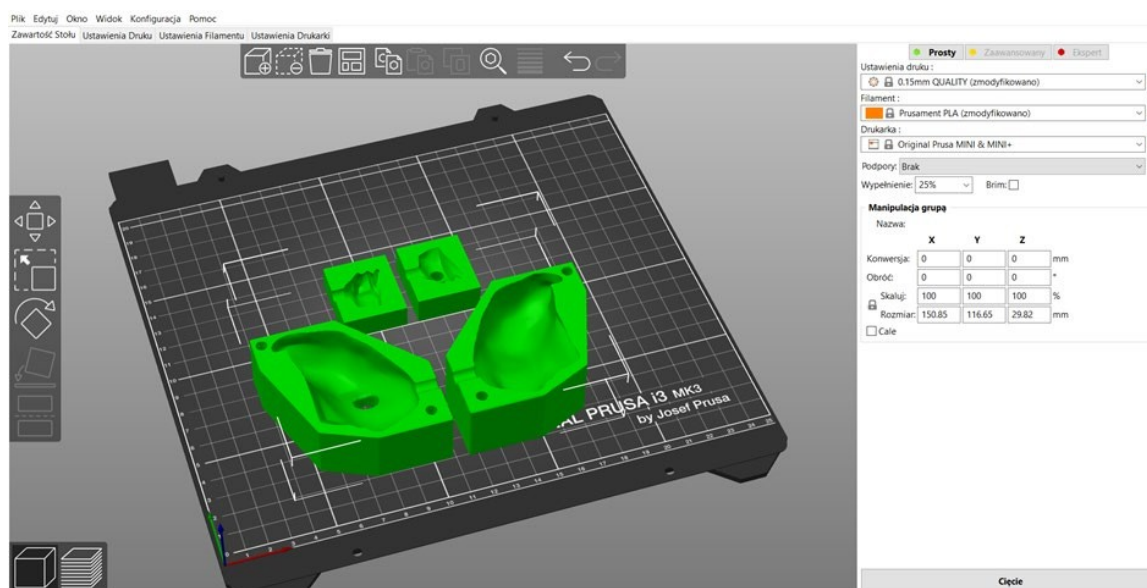 Plik Edytuj Okno Widok Konfiguracja Pomoc
Zawartość Stołu Ustawienia Druku Ustawienia Filamentu Ustawienia Drukarki
Prosty Zaawansowany Ekspert
Ustawienia druku :
0.15mm QUALITY (zmodyfikowano)
Filament :
Prusament PLA (zmodyfikowano)
Drukarka :
Original Prusa MINI & MINI+
Podpory: Brak
Wypełnienie: 25% Brim:
Manipulacja grupą
Nazwa:
X Y Z
Konwersja: 0 0 0 mm
Obróć: 0 0 0 °
Skaluj: 100 100 100 %
Rozmiar: 150.85 116.65 29.82 mm
Cale
AL PRUSA i3 MK3
by Josef Prusa
Cięcie